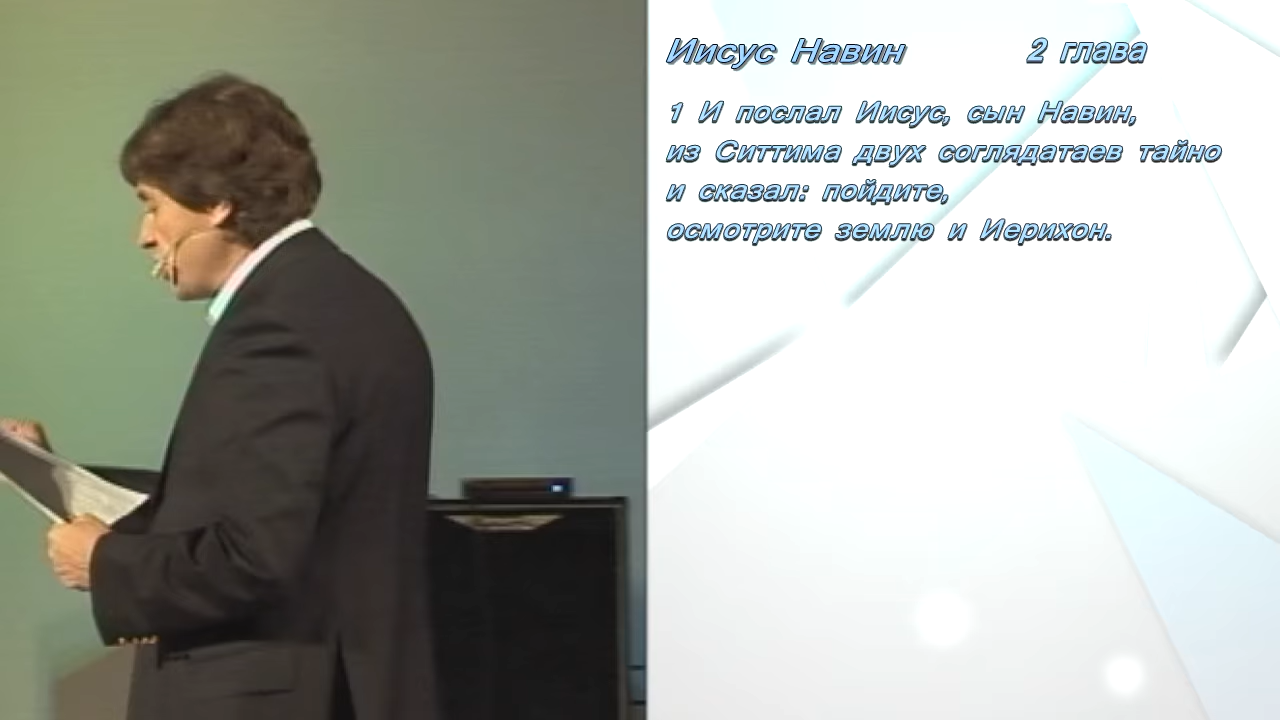 Иисус Навин 2 глава
1 И послал Иисус, сын Навин,
из Ситтима двух соглядатаев тайно
и сказал: пойдите,
осмотрите землю и Иерихон.